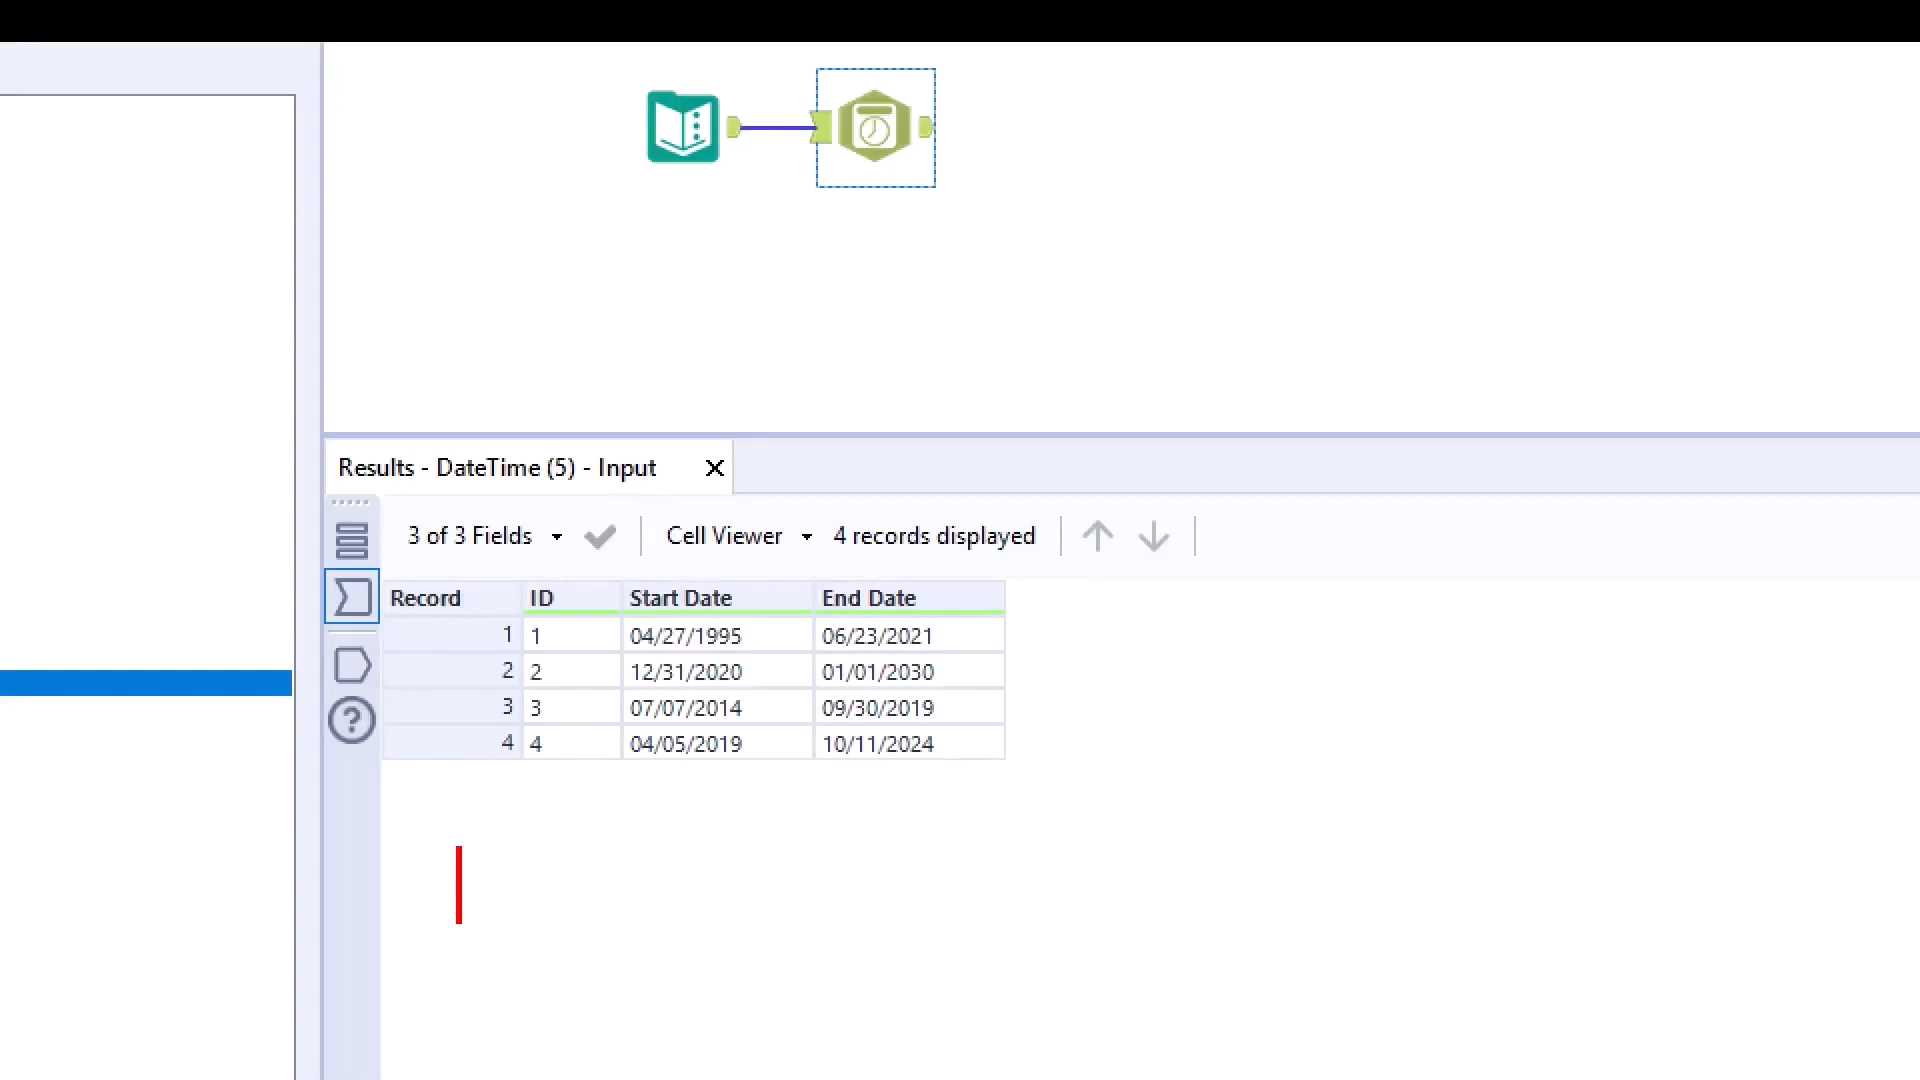 Results - DateTime (5) - Input
3 of 3 Fields Cell Viewer 4 records displayed
Record ID Start Date End Date
1 1 04/27/1995 06/23/2021
2 2 12/31/2020 01/01/2030
3 3 07/07/2014 09/30/2019
4 4 04/05/2019 10/11/2024